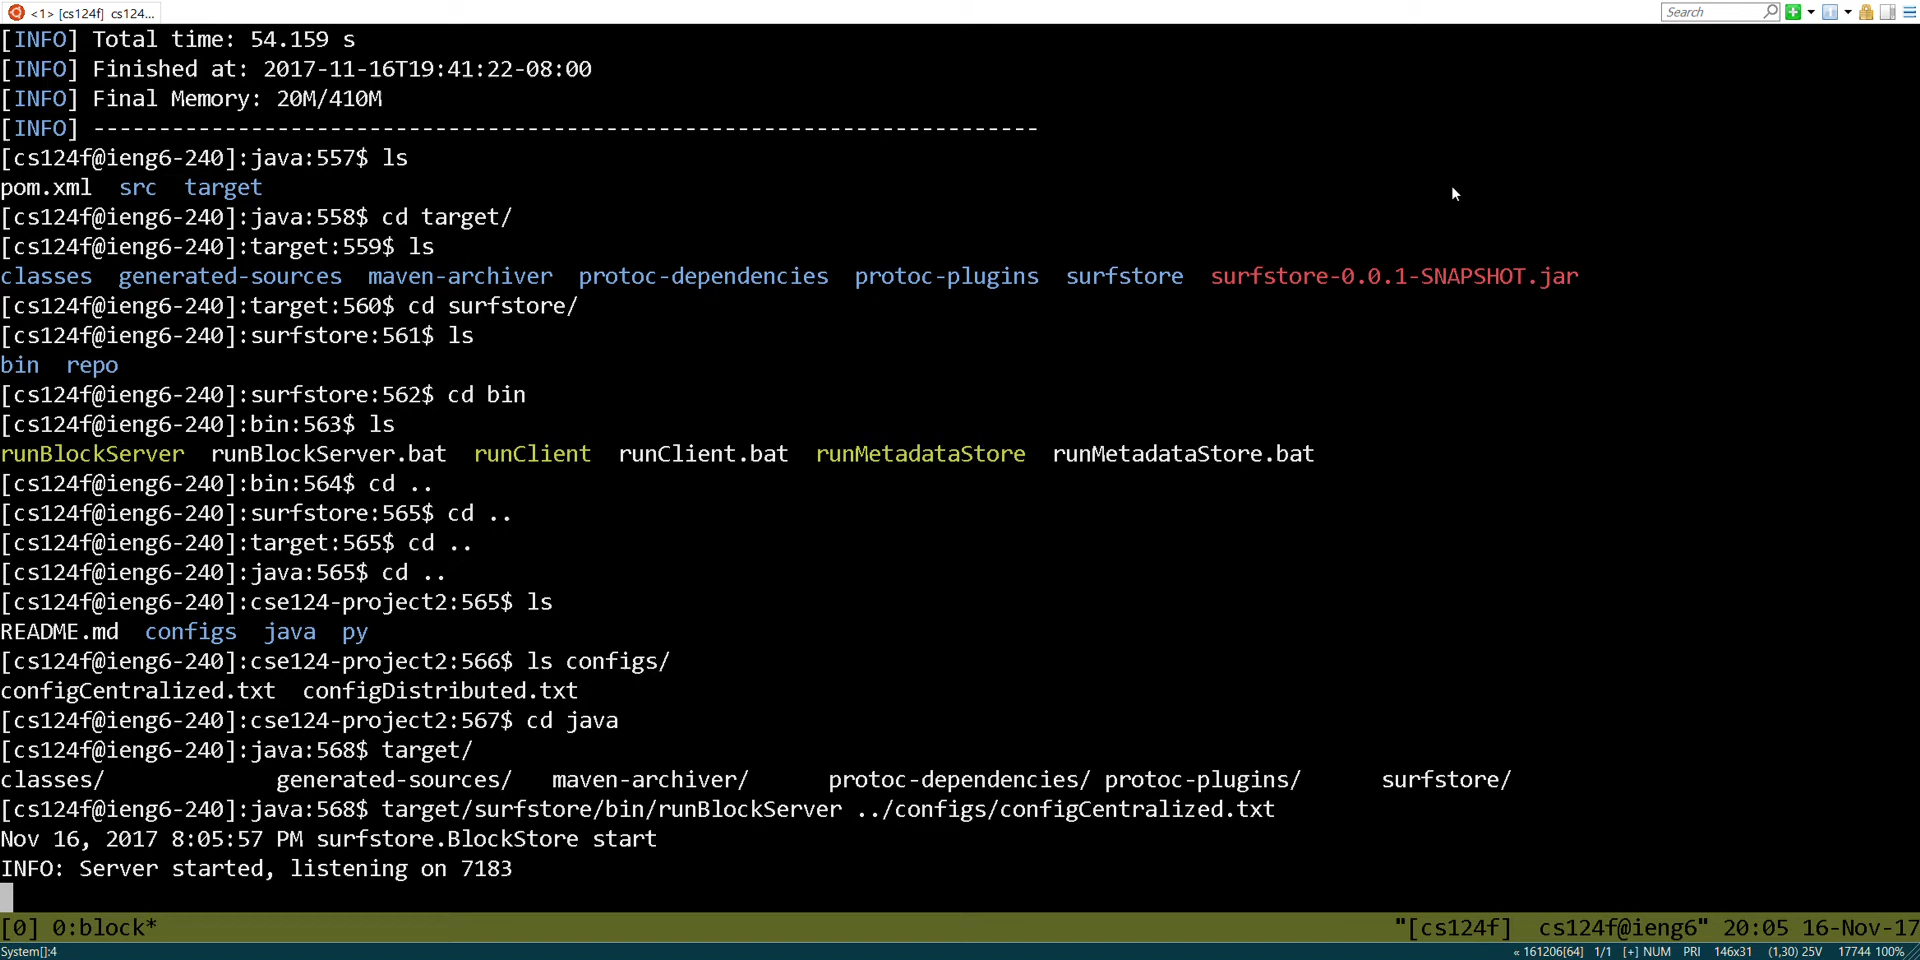 <1> [cs124f] cs124...
Search
[INFO] Total time: 54.159 s
[INFO] Finished at: 2017-11-16T19:41:22-08:00
[INFO] Final Memory: 20M/410M
[INFO] ------------------------------------------------------------------------
[cs124f@ieng6-240]:java:557$ ls
pom.xml  src  target
[cs124f@ieng6-240]:java:558$ cd target/
[cs124f@ieng6-240]:target:559$ ls
classes  generated-sources  maven-archiver  protoc-dependencies  protoc-plugins  surfstore  surfstore-0.0.1-SNAPSHOT.jar
[cs124f@ieng6-240]:target:560$ cd surfstore/
[cs124f@ieng6-240]:surfstore:561$ ls
bin  repo
[cs124f@ieng6-240]:surfstore:562$ cd bin
[cs124f@ieng6-240]:bin:563$ ls
runBlockServer  runBlockServer.bat  runClient  runClient.bat  runMetadataStore  runMetadataStore.bat
[cs124f@ieng6-240]:bin:564$ cd ..
[cs124f@ieng6-240]:surfstore:565$ cd ..
[cs124f@ieng6-240]:target:565$ cd ..
[cs124f@ieng6-240]:java:565$ cd ..
[cs124f@ieng6-240]:cse124-project2:565$ ls
README.md  configs  java  py
[cs124f@ieng6-240]:cse124-project2:566$ ls configs/
configCentralized.txt  configDistributed.txt
[cs124f@ieng6-240]:cse124-project2:567$ cd java
[cs124f@ieng6-240]:java:568$ target/
classes/             generated-sources/   maven-archiver/      protoc-dependencies/ protoc-plugins/      surfstore/
[cs124f@ieng6-240]:java:568$ target/surfstore/bin/runBlockServer ../configs/configCentralized.txt
Nov 16, 2017 8:05:57 PM surfstore.BlockStore start
INFO: Server started, listening on 7183
[0] 0:block* "[cs124f]  cs124f@ieng6" 20:05 16-Nov-17
System[]:4 « 161206[64] 1/1 [+] NUM PRI 146x31 (1,30) 25V 17744 100%